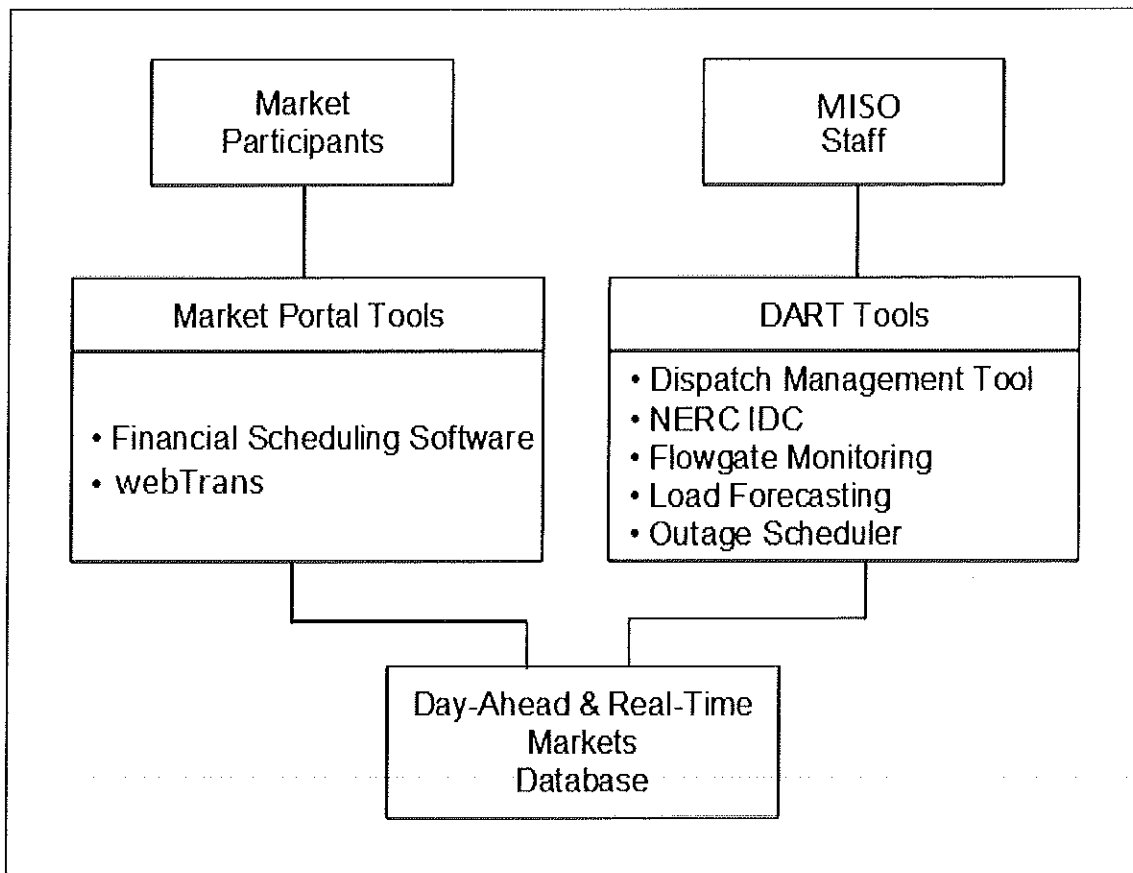 Market
Participants
MISO
Staff
Market Portal Tools
• Financial Scheduling Software
• webTrans
DART Tools
• Dispatch Management Tool
• NERC IDC
• Flowgate Monitoring
• Load Forecasting
• Outage Scheduler
Day-Ahead & Real-Time
Markets
Database